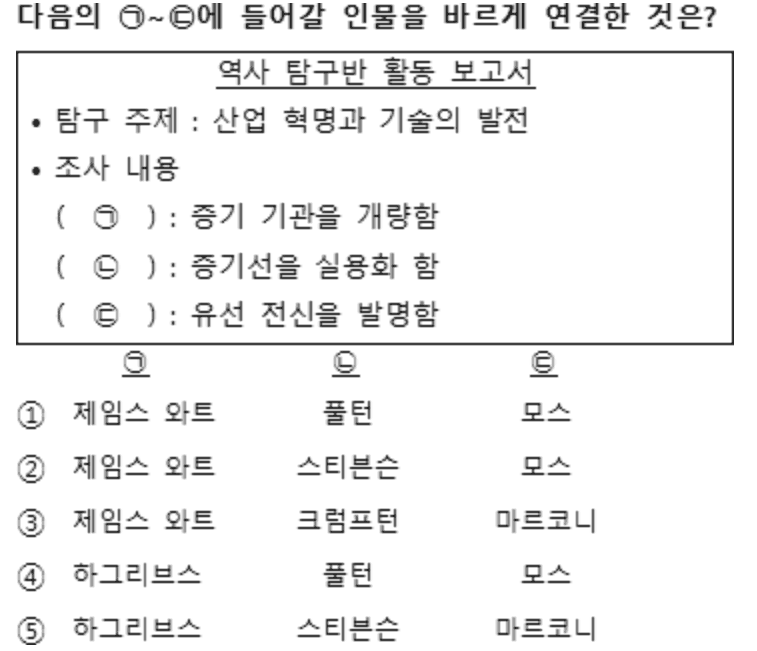 다음의 ㉠~㉢에 들어갈 인물을 바르게 연결한 것은?
역사 탐구반 활동 보고서
• 탐구 주제 : 산업 혁명과 기술의 발전
• 조사 내용
( ㉠ ) : 증기 기관을 개량함
( ㉡ ) : 증기선을 실용화 함
( ㉢ ) : 유선 전신을 발명함
㉠ ㉡ ㉢
① 제임스 와트 풀턴 모스
② 제임스 와트 스티븐슨 모스
③ 제임스 와트 크럼프턴 마르코니
④ 하그리브스 풀턴 모스
⑤ 하그리브스 스티븐슨 마르코니